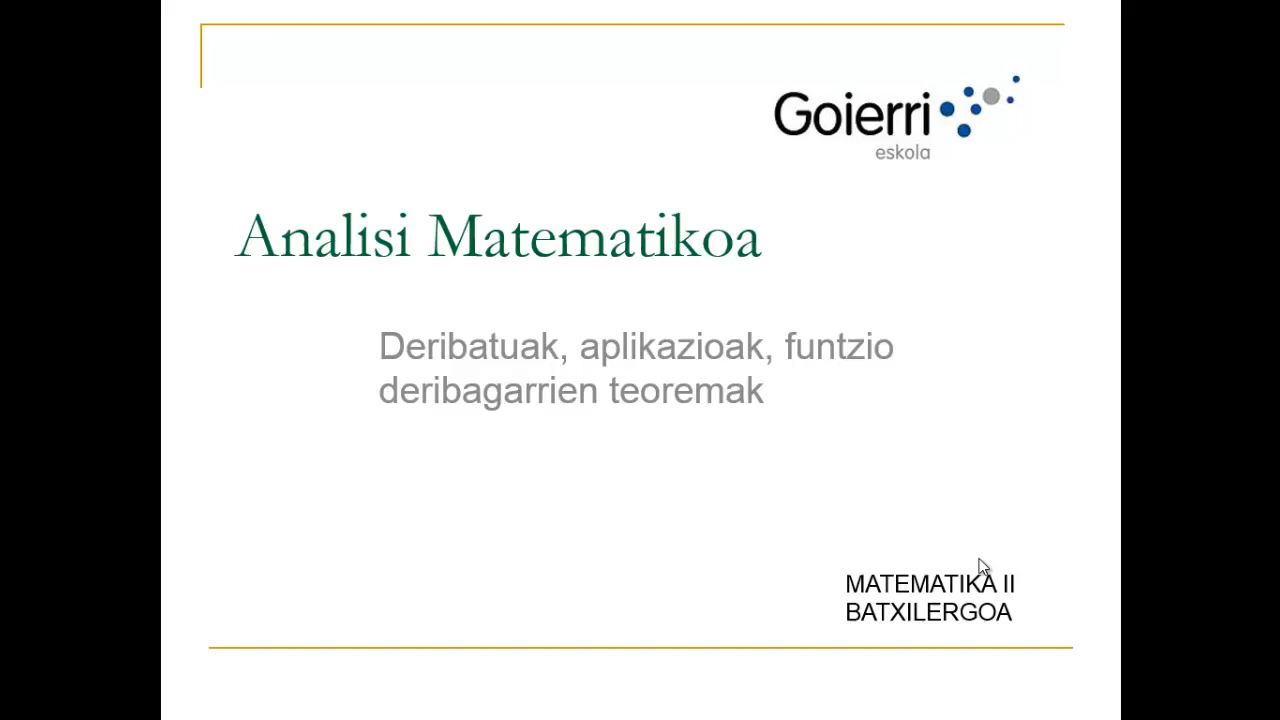 Goierri
eskola
Analisi Matematikoa
Deribatuak, aplikazioak, funtzio
deribagarrien teoremak
MATEMATIKA II
BATXILERGOA